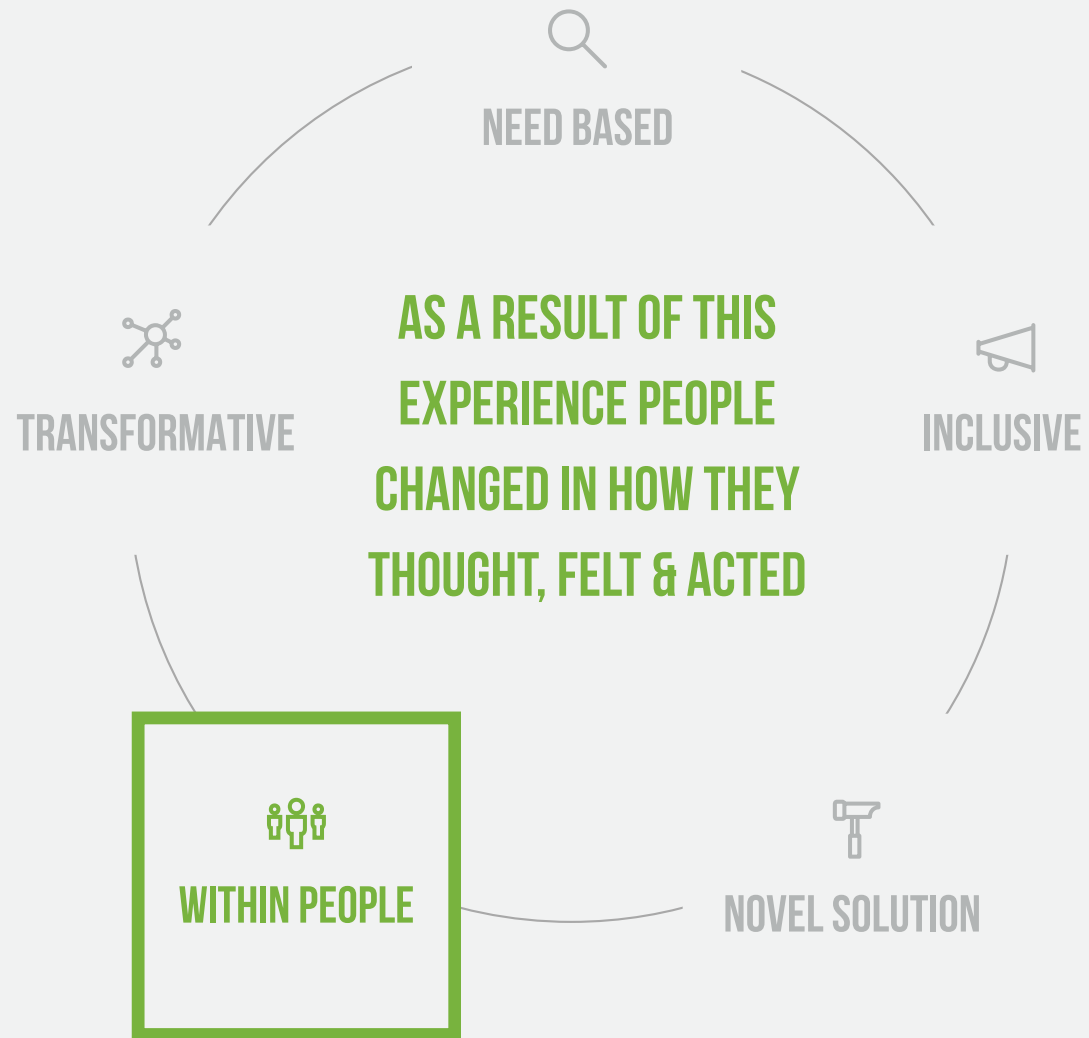 NEED BASED
AS A RESULT OF THIS
EXPERIENCE PEOPLE
CHANGED IN HOW THEY
THOUGHT, FELT & ACTED
TRANSFORMATIVE
INCLUSIVE
WITHIN PEOPLE
NOVEL SOLUTION